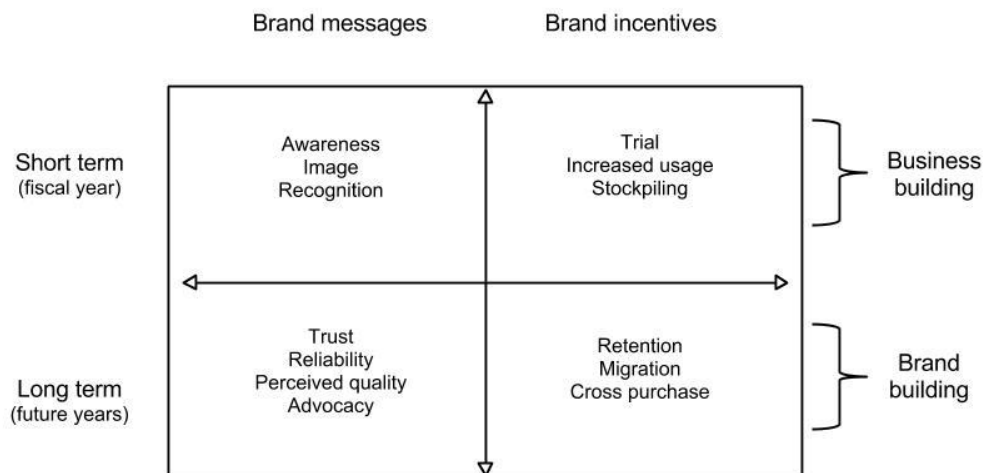 Brand messages
Brand incentives
Short term
(fiscal year)
Awareness
Image
Recognition
Trial
Increased usage
Stockpiling
Business
building
Long term
(future years)
Trust
Reliability
Perceived quality
Advocacy
Retention
Migration
Cross purchase
Brand
building